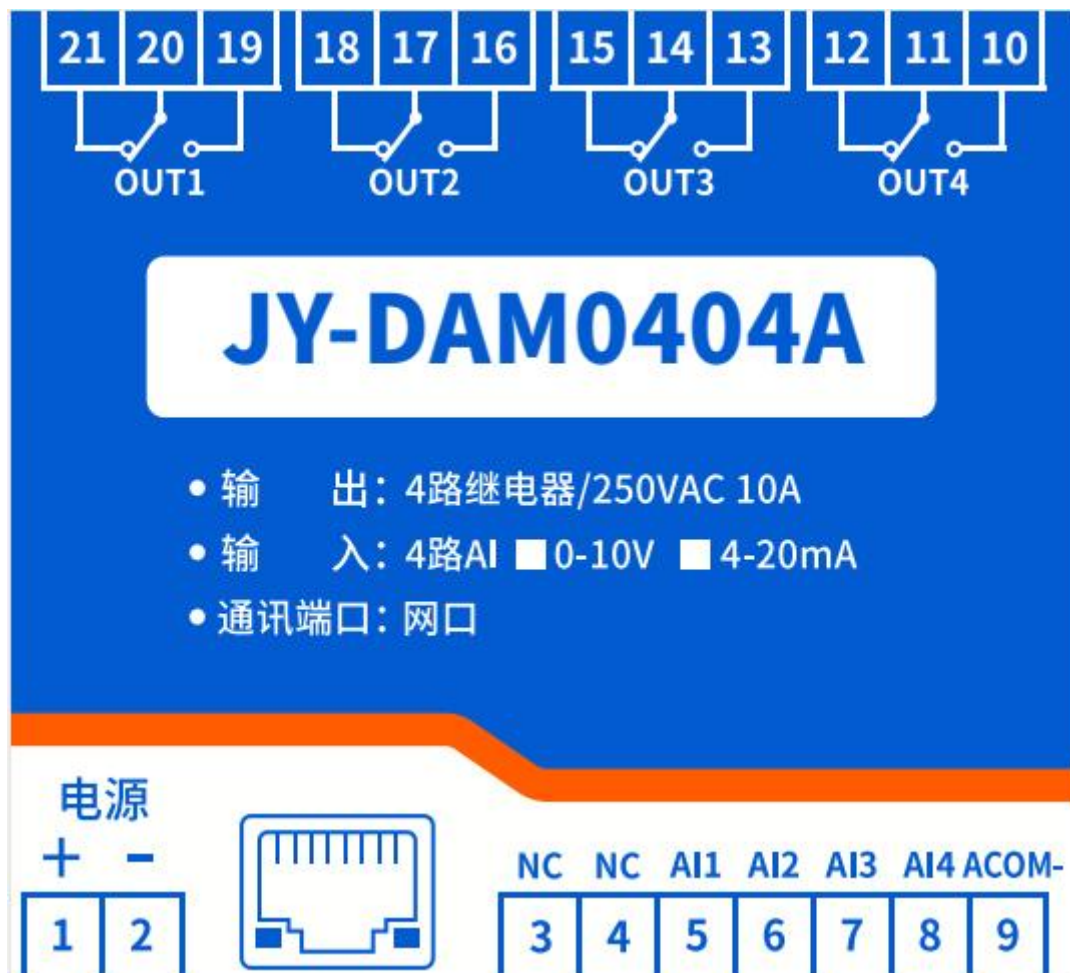 21 20 19 18 17 16 15 14 13 12 11 10
OUT1 OUT2 OUT3 OUT4
JY-DAM0404A
输 出：4路继电器/250VAC 10A
输 入：4路AI 0-10V 4-20mA
通讯端口：网口
电源
+ -
NC NC AI1 AI2 AI3 AI4 ACOM-
1 2 3 4 5 6 7 8 9